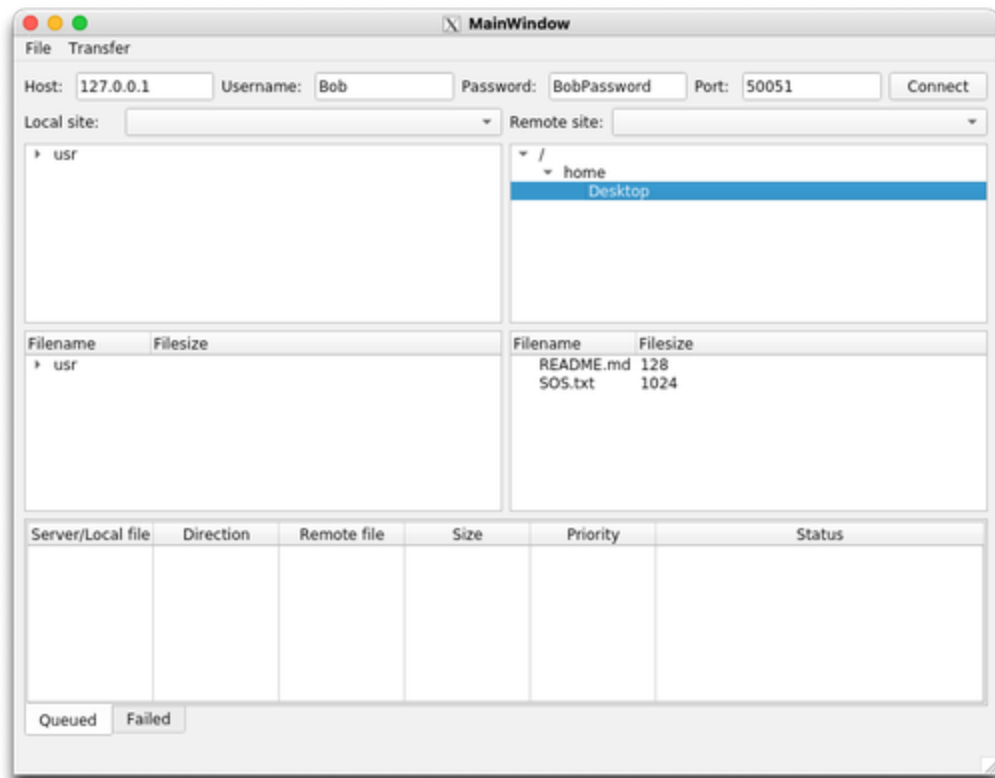 MainWindow
File Transfer
Host: 127.0.0.1 Username: Bob Password: BobPassword Port: 50051 Connect
Local site: Remote site:
usr
/
home
Desktop
Filename Filesize
usr
Filename Filesize
README.md 128
SOS.txt 1024
Server/Local file Direction Remote file Size Priority Status
Queued Failed